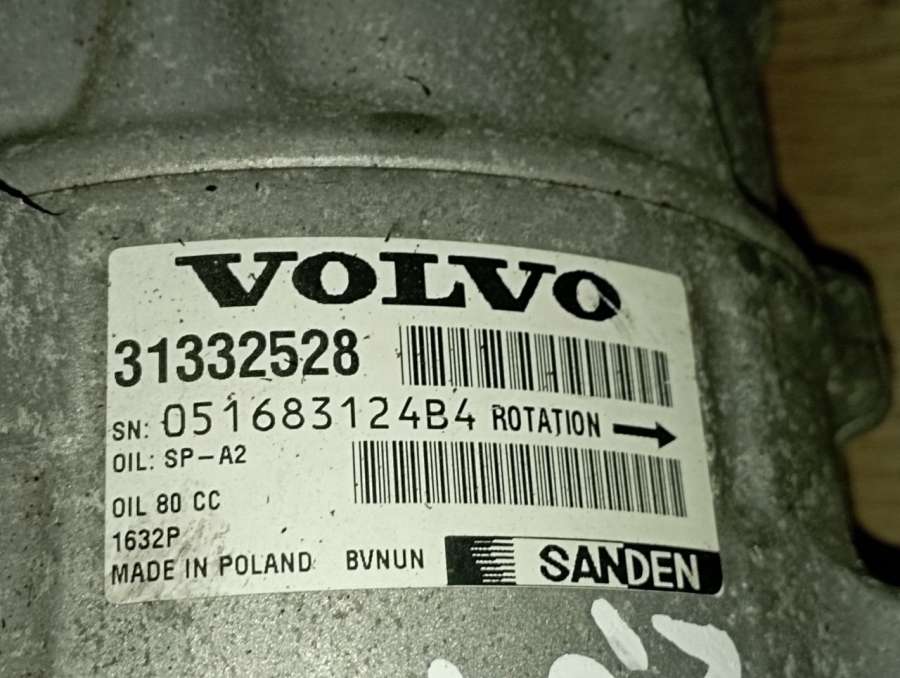 VOLVO
31332528
SN: 051683124B4 ROTATION
OIL: SP-A2
OIL 80 CC
1632P
MADE IN POLAND BVNUN SANDEN